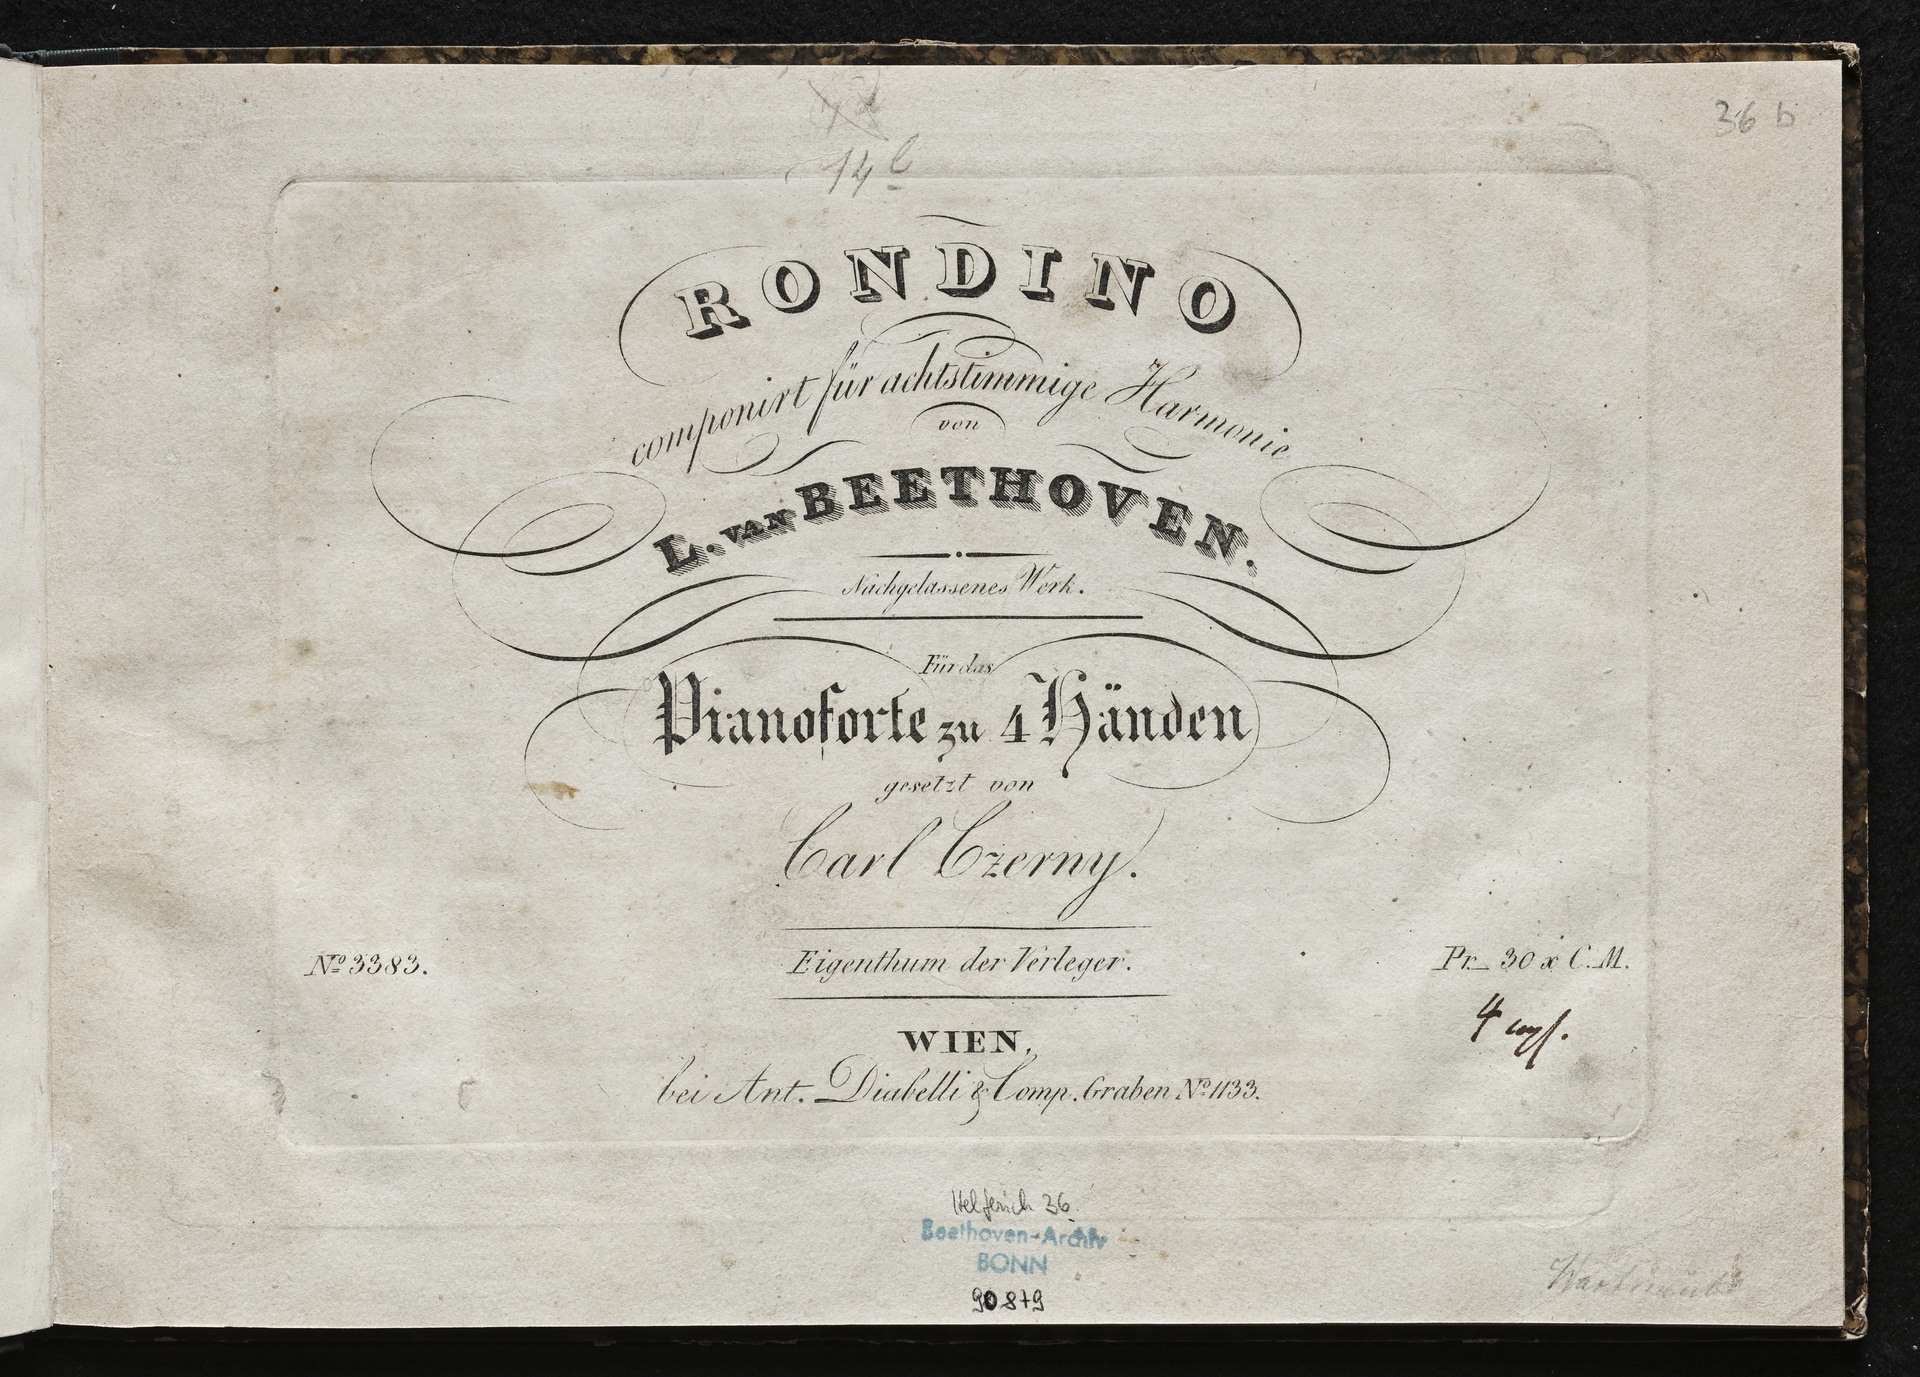 36 b
14 b
RONDINO
componirt für achtstimmige Harmonie
von
L. VAN BEETHOVEN.
Nachgelassenes Werk.
Für das
Pianoforte zu 4 Händen
gesetzt von
Carl Czerny.
No 3383.
Eigenthum der Verleger.
Pr. 30 x C. M.
WIEN,
bei Ant. Diabelli & Comp. Graben No 1133.
Helferich 36.
Beethoven-Archiv
BONN
90879